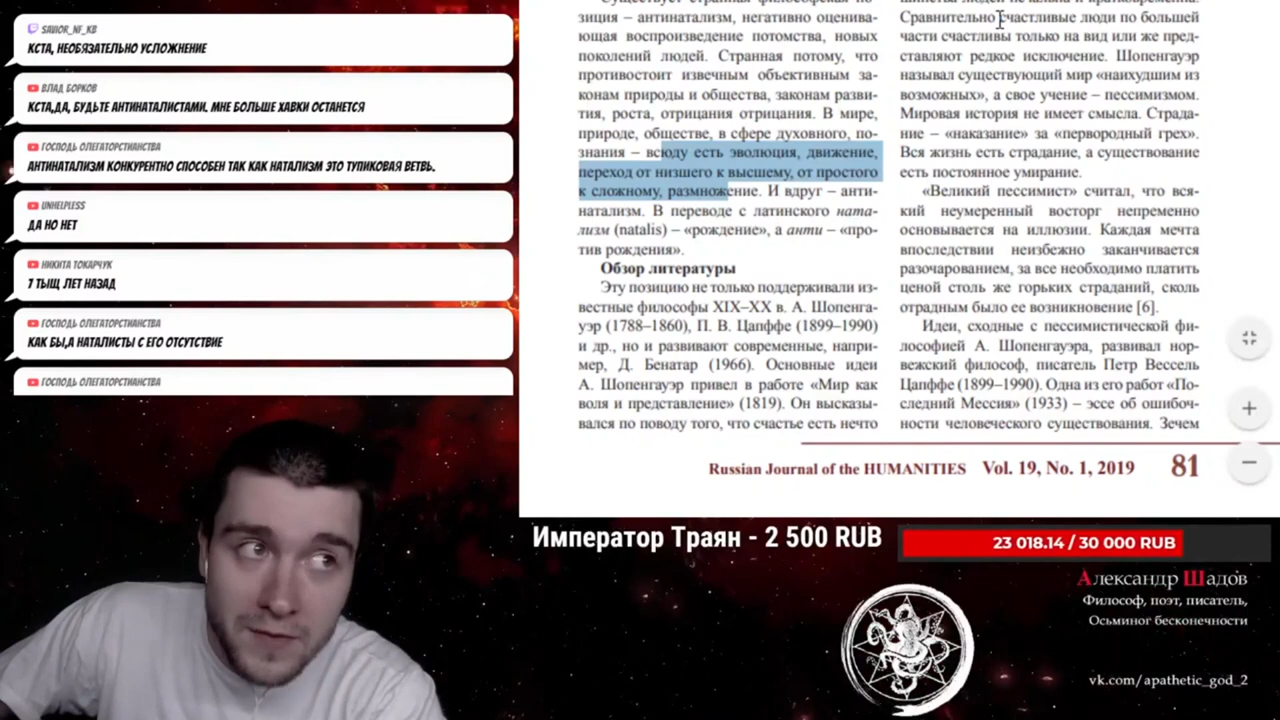 SAVIOR_NF_KB
КСТА, НЕОБЯЗАТЕЛЬНО УСЛОЖНЕНИЕ
ВЛАД БОРКОВ
КСТА,ДА, БУДЬТЕ АНТИНАТАЛИСТАМИ. МНЕ БОЛЬШЕ ХАВКИ ОСТАНЕТСЯ
ГОСПОДЬ ОЛЕГАТОРСТИАНСТВА
АНТИНАТАЛИЗМ КОНКУРЕНТНО СПОСОБЕН ТАК КАК НАТАЛИЗМ ЭТО ТУПИКОВАЯ ВЕТВЬ.
UNHELPLESS
ДА НО НЕТ
НИКИТА ТОКАРЧУК
7 ТЫЩ ЛЕТ НАЗАД
ГОСПОДЬ ОЛЕГАТОРСТИАНСТВА
КАК БЫ,А НАТАЛИСТЫ С ЕГО ОТСУТСТВИЕ
ГОСПОДЬ ОЛЕГАТОРСТИАНСТВА
зиция – антинатализм, негативно оценива-
ющая воспроизведение потомства, новых
поколений людей. Странная потому, что
противостоит извечным объективным за-
конам природы и общества, законам разви-
тия, роста, отрицания отрицания. В мире,
природе, обществе, в сфере духовного, по-
знания – всюду есть эволюция, движение,
переход от низшего к высшему, от простого
к сложному, размножение. И вдруг – анти-
натализм. В переводе с латинского ната-
лизм (natalis) – «рождение», а анти – «про-
тив рождения».
Обзор литературы
Эту позицию не только поддерживали из-
вестные философы XIX–XX в. А. Шопенга-
уэр (1788–1860), П. В. Цапффе (1899–1990)
и др., но и развивают современные, напри-
мер, Д. Бенатар (1966). Основные идеи
А. Шопенгауэр привел в работе «Мир как
воля и представление» (1819). Он высказы-
вался по поводу того, что счастье есть нечто
Сравнительно счастливые люди по большей
части счастливы только на вид или же пред-
ставляют редкое исключение. Шопенгауэр
называл существующий мир «наихудшим из
возможных», а свое учение – пессимизмом.
Мировая история не имеет смысла. Страда-
ние – «наказание» за «первородный грех».
Вся жизнь есть страдание, а существование
есть постоянное умирание.
«Великий пессимист» считал, что вся-
кий неумеренный восторг непременно
основывается на иллюзии. Каждая мечта
впоследствии неизбежно заканчивается
разочарованием, за все необходимо платить
ценой столь же горьких страданий, сколь
отрадным было ее возникновение [6].
Идеи, сходные с пессимистической фи-
лософией А. Шопенгауэра, развивал нор-
вежский философ, писатель Петр Вессель
Цапффе (1899–1990). Одна из его работ «По-
следний Мессия» (1933) – эссе об ошибоч-
ности человеческого существования. Зачем
Russian Journal of the HUMANITIES Vol. 19, No. 1, 2019 81
Император Траян - 2 500 RUB
23 018.14 / 30 000 RUB
Александр Шадов
Философ, поэт, писатель,
Осьминог бесконечности
vk.com/apathetic_god_2